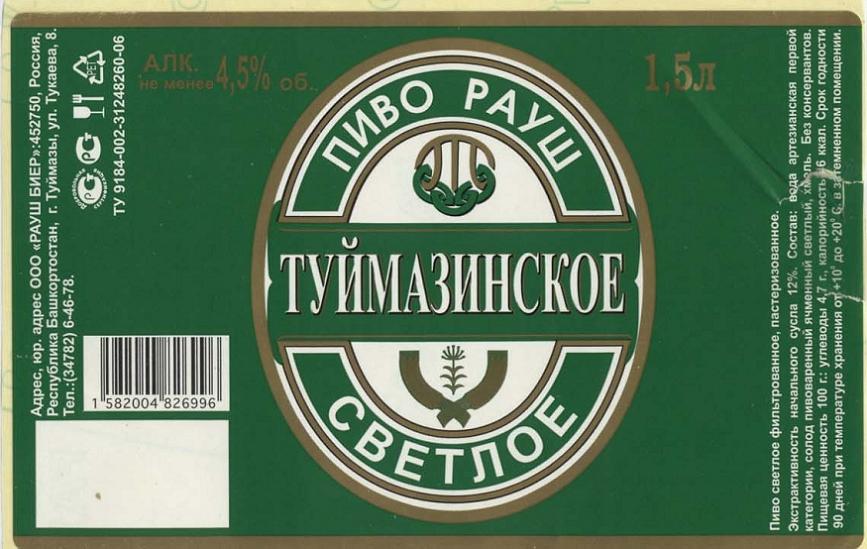 Адрес, юр. адрес ООО «РАУШ БИЕР»:452750, Россия,
Республика Башкортостан, г. Туймазы, ул. Тукаева, 8.
Тел.:(34782) 6-46-78.
PET
ТУ 9184-002-31248260-06
1 582004 826996
АЛК.
не менее 4,5% об.
1,5л
ПИВО РАУШ
ТУЙМАЗИНСКОЕ
СВЕТЛОЕ
Пиво светлое фильтрованное, пастеризованное.
Экстрактивность начального сусла 12%. Состав: вода артезианская первой
категории, солод пивоваренный ячменный светлый, хмель. Без консервантов.
Пищевая ценность 100 г.: углеводы 4,7 г., калорийность 6 ккал. Срок годности
90 дней при температуре хранения от +10° до +20° С, в затемненном помещении.